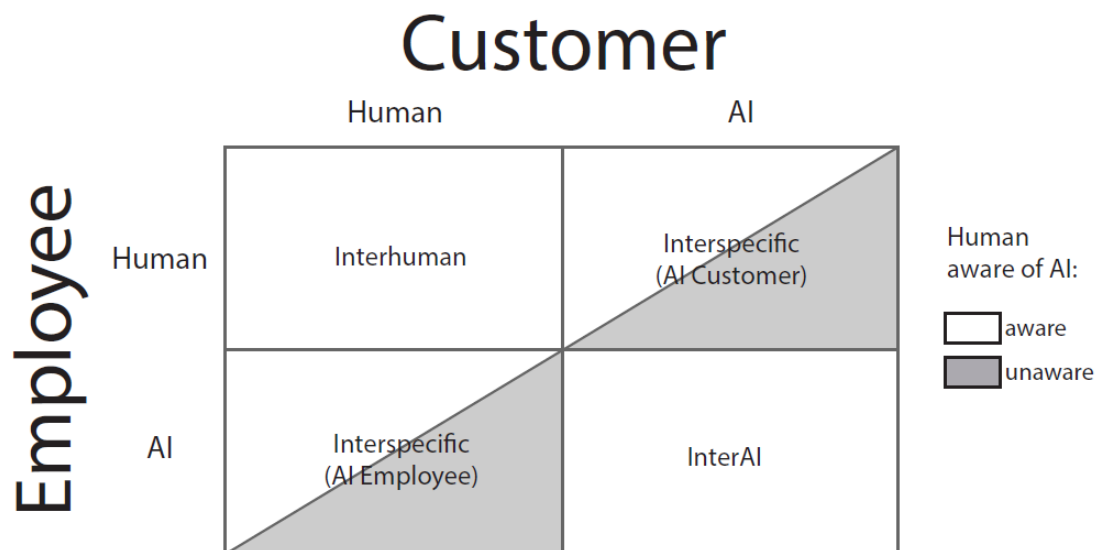 Customer
Human
AI
Employee
Human
Interhuman
Interspecific
(AI Customer)
AI
Interspecific
(AI Employee)
InterAI
Human
aware of AI:
aware
unaware